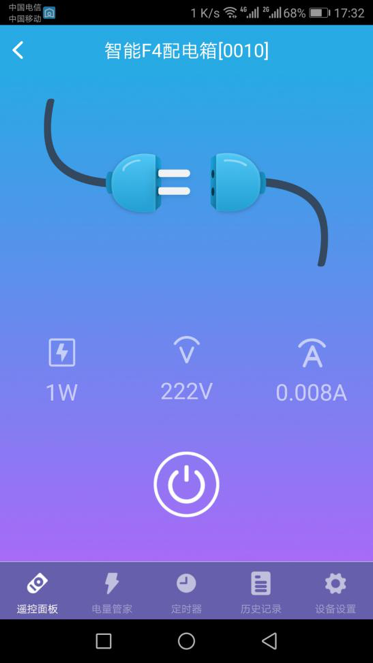 中国电信
中国移动
1 K/s 4G 2G 68% 17:32
智能F4配电箱[0010]
V A
1W 222V 0.008A
遥控面板 电量管家 定时器 历史记录 设备设置